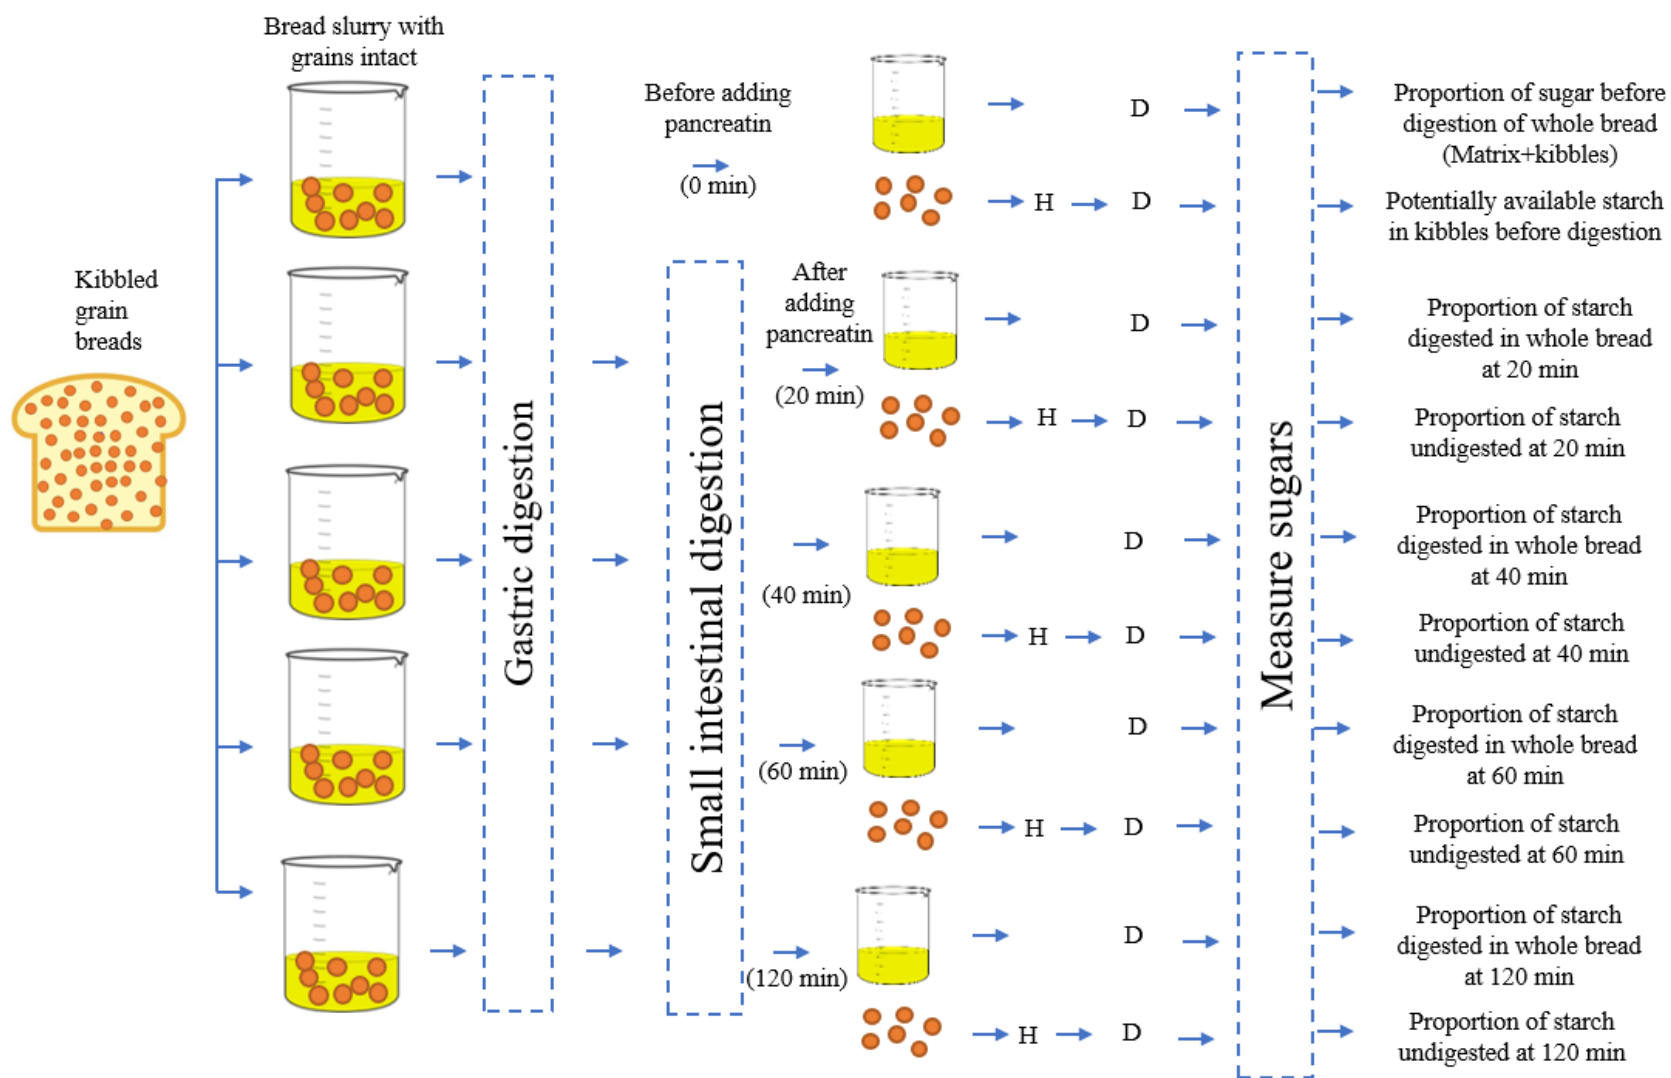 Bread slurry with
grains intact
Kibbled
grain
breads
Gastric digestion
Small intestinal digestion
Before adding
pancreatin
(0 min)
After
adding
pancreatin
(20 min)
(40 min)
(60 min)
(120 min)
D
H
D
D
H
D
D
H
D
D
H
D
D
H
D
Measure sugars
Proportion of sugar before
digestion of whole bread
(Matrix+kibbles)
Potentially available starch
in kibbles before digestion
Proportion of starch
digested in whole bread
at 20 min
Proportion of starch
undigested at 20 min
Proportion of starch
digested in whole bread
at 40 min
Proportion of starch
undigested at 40 min
Proportion of starch
digested in whole bread
at 60 min
Proportion of starch
undigested at 60 min
Proportion of starch
digested in whole bread
at 120 min
Proportion of starch
undigested at 120 min